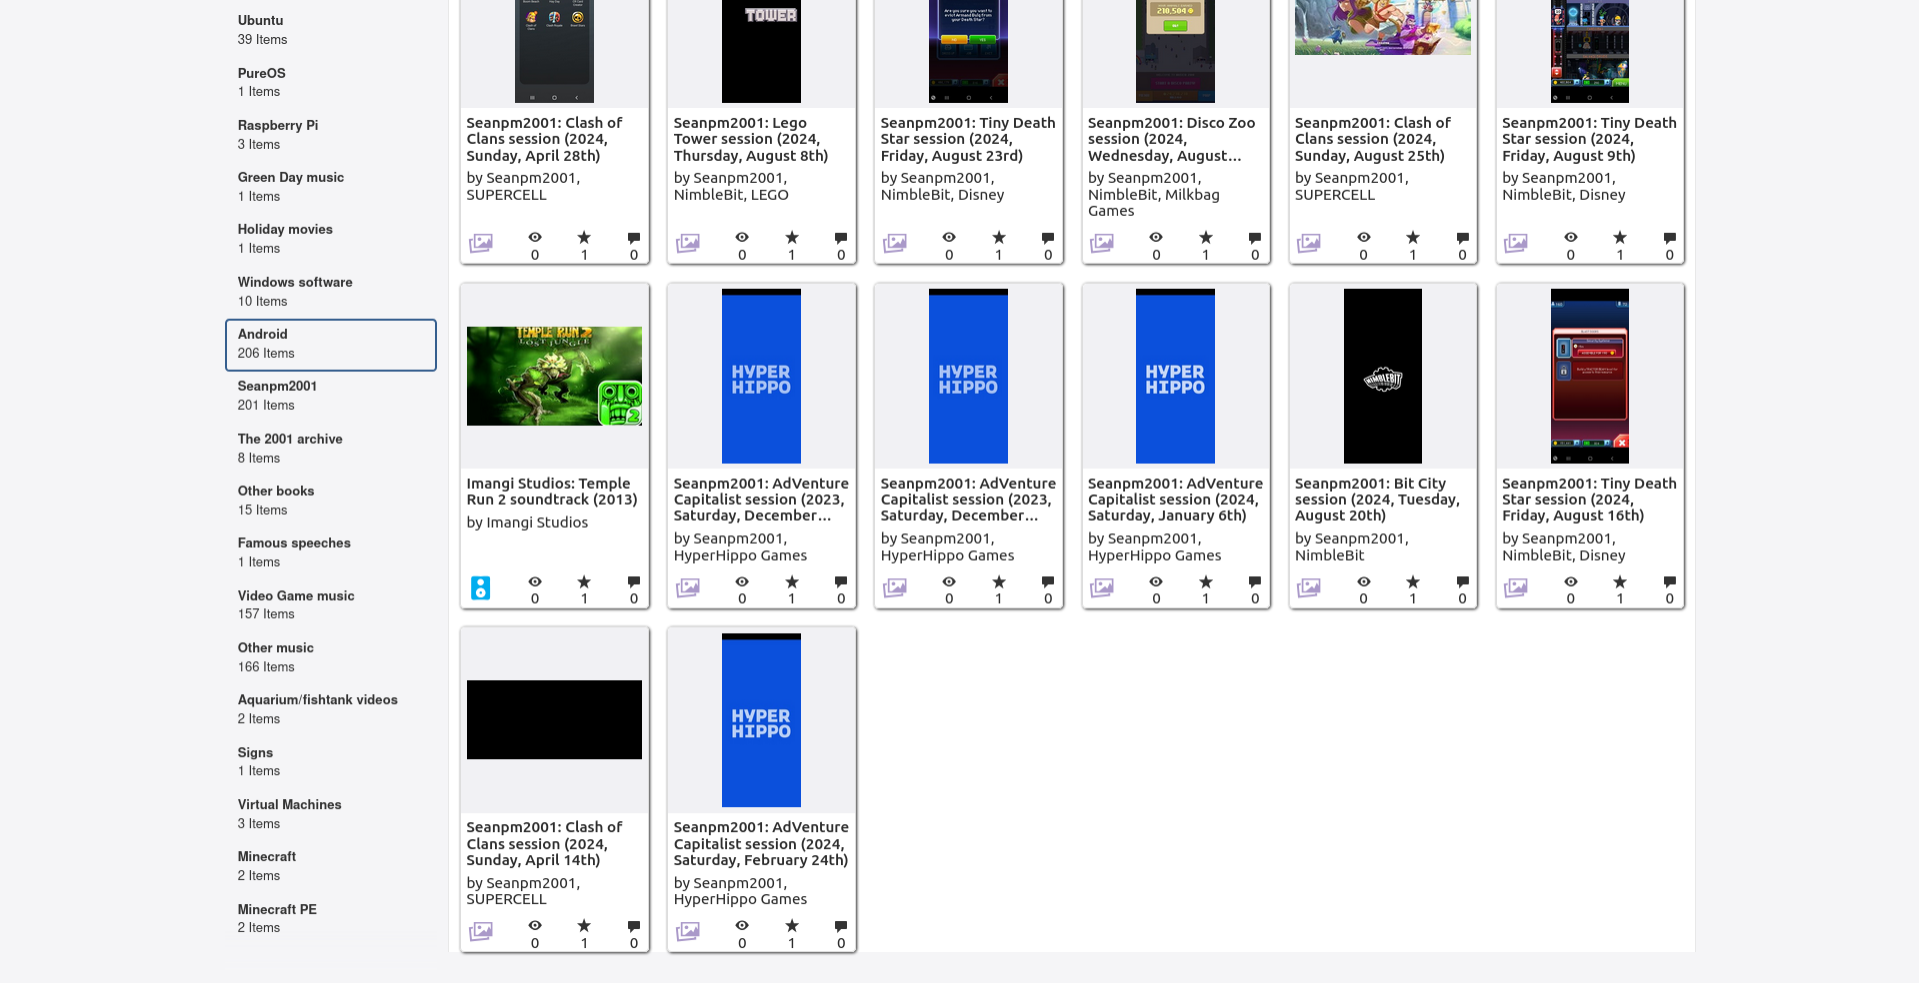 Ubuntu
39 Items
PureOS
1 Items
Raspberry Pi
3 Items
Green Day music
1 Items
Holiday movies
1 Items
Windows software
10 Items
Android
206 Items
Seanpm2001
201 Items
The 2001 archive
8 Items
Other books
15 Items
Famous speeches
1 Items
Video Game music
157 Items
Other music
166 Items
Aquarium/fishtank videos
2 Items
Signs
1 Items
Virtual Machines
3 Items
Minecraft
2 Items
Minecraft PE
2 Items
Seanpm2001: Clash of
Clans session (2024,
Sunday, April 28th)
by Seanpm2001,
SUPERCELL
0 1 0
TOWER
Seanpm2001: Lego
Tower session (2024,
Thursday, August 8th)
by Seanpm2001,
NimbleBit, LEGO
0 1 0
Seanpm2001: Tiny Death
Star session (2024,
Friday, August 23rd)
by Seanpm2001,
NimbleBit, Disney
0 1 0
210,504
Seanpm2001: Disco Zoo
session (2024,
Wednesday, August...
by Seanpm2001,
NimbleBit, Milkbag
Games
0 1 0
Seanpm2001: Clash of
Clans session (2024,
Sunday, August 25th)
by Seanpm2001,
SUPERCELL
0 1 0
Seanpm2001: Tiny Death
Star session (2024,
Friday, August 9th)
by Seanpm2001,
NimbleBit, Disney
0 1 0
TEMPLE RUN 2
LOST JUNGLE
2
Imangi Studios: Temple
Run 2 soundtrack (2013)
by Imangi Studios
0 1 0
HYPER
HIPPO
Seanpm2001: AdVenture
Capitalist session (2023,
Saturday, December...
by Seanpm2001,
HyperHippo Games
0 1 0
HYPER
HIPPO
Seanpm2001: AdVenture
Capitalist session (2023,
Saturday, December...
by Seanpm2001,
HyperHippo Games
0 1 0
HYPER
HIPPO
Seanpm2001: AdVenture
Capitalist session (2024,
Saturday, January 6th)
by Seanpm2001,
HyperHippo Games
0 1 0
NIMBLEBIT
Seanpm2001: Bit City
session (2024, Tuesday,
August 20th)
by Seanpm2001,
NimbleBit
0 1 0
Seanpm2001: Tiny Death
Star session (2024,
Friday, August 16th)
by Seanpm2001,
NimbleBit, Disney
0 1 0
Seanpm2001: Clash of
Clans session (2024,
Sunday, April 14th)
by Seanpm2001,
SUPERCELL
0 1 0
HYPER
HIPPO
Seanpm2001: AdVenture
Capitalist session (2024,
Saturday, February 24th)
by Seanpm2001,
HyperHippo Games
0 1 0